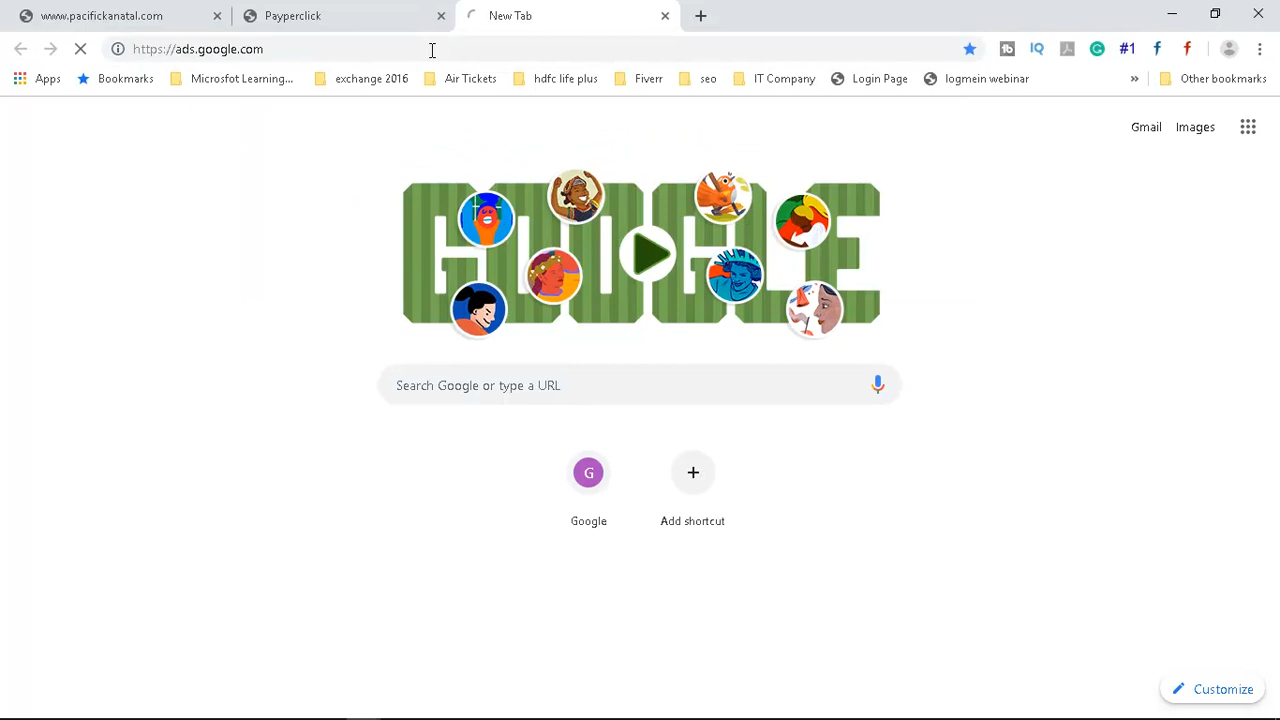 www.pacifickanatal.com Payperclick New Tab
https://ads.google.com #1
Apps Bookmarks Microsfot Learning... exchange 2016 Air Tickets hdfc life plus Fiverr seo IT Company Login Page logmein webinar » Other bookmarks
Gmail Images
Search Google or type a URL
G
Google Add shortcut
Customize